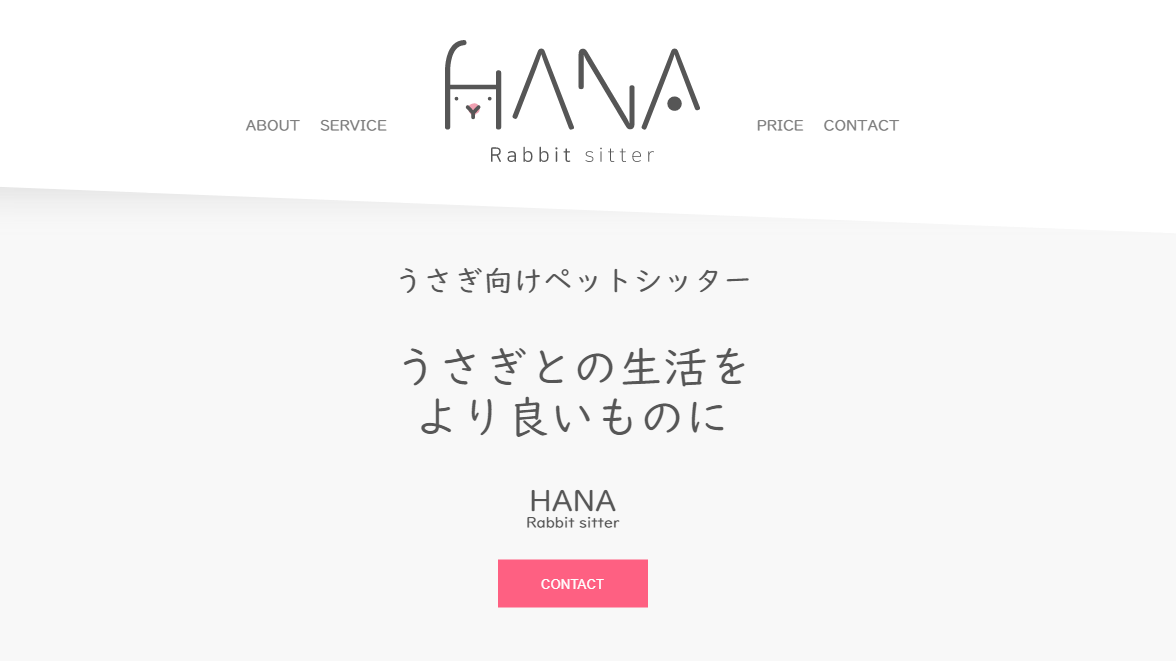 HANA
Rabbit sitter
ABOUT SERVICE PRICE CONTACT
うさぎ向けペットシッター
うさぎとの生活を
より良いものに
HANA
Rabbit sitter
CONTACT